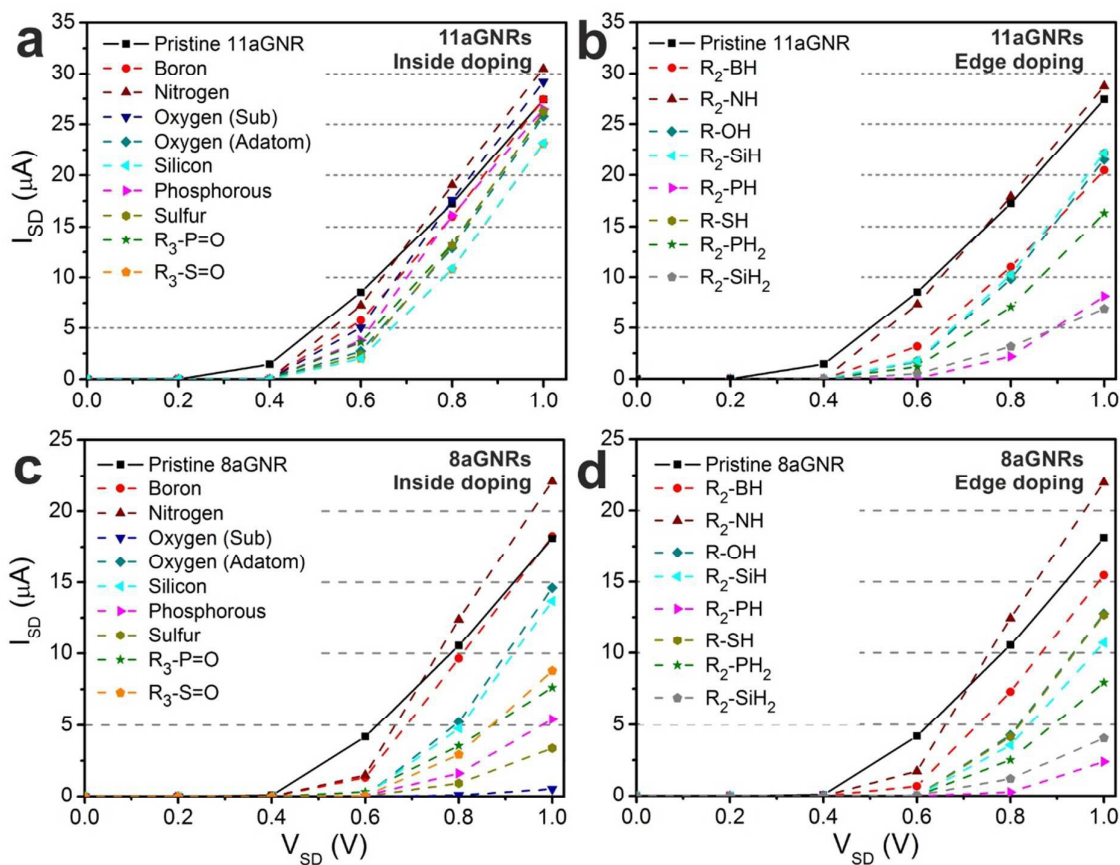 a
Pristine 11aGNR
Boron
Nitrogen
Oxygen (Sub)
Oxygen (Adatom)
Silicon
Phosphorous
Sulfur
R₃-P=O
R₃-S=O
11aGNRs
Inside doping
I_SD (μA)
35
30
25
20
15
10
5
0
0.0 0.2 0.4 0.6 0.8 1.0
b
Pristine 11aGNR
R₂-BH
R₂-NH
R-OH
R₂-SiH
R₂-PH
R-SH
R₂-PH₂
R₂-SiH₂
11aGNRs
Edge doping
35
30
25
20
15
10
5
0
0.0 0.2 0.4 0.6 0.8 1.0
c
Pristine 8aGNR
Boron
Nitrogen
Oxygen (Sub)
Oxygen (Adatom)
Silicon
Phosphorous
Sulfur
R₃-P=O
R₃-S=O
8aGNRs
Inside doping
I_SD (μA)
25
20
15
10
5
0
0.0 0.2 0.4 0.6 0.8 1.0
V_SD (V)
d
Pristine 8aGNR
R₂-BH
R₂-NH
R-OH
R₂-SiH
R₂-PH
R-SH
R₂-PH₂
R₂-SiH₂
8aGNRs
Edge doping
25
20
15
10
5
0
0.0 0.2 0.4 0.6 0.8 1.0
V_SD (V)